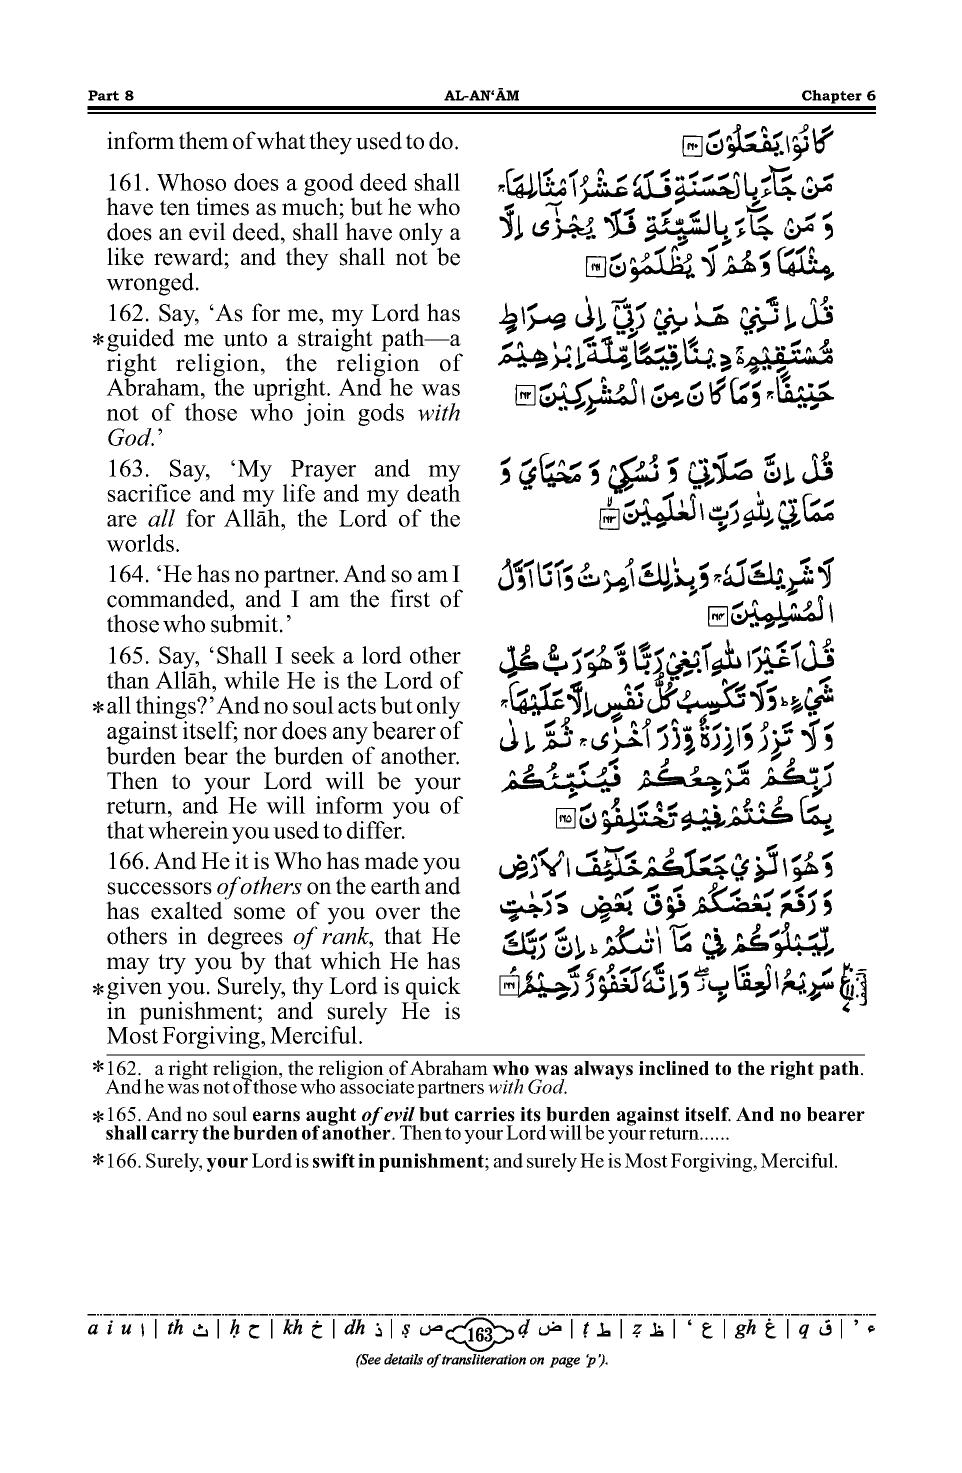 Part 8 AL-AN‘ĀM Chapter 6
inform them of what they used to do.
161. Whoso does a good deed shall
have ten times as much; but he who
does an evil deed, shall have only a
like reward; and they shall not be
wronged.
162. Say, ‘As for me, my Lord has
*guided me unto a straight path—a
right religion, the religion of
Abraham, the upright. And he was
not of those who join gods with
God.’
163. Say, ‘My Prayer and my
sacrifice and my life and my death
are all for Allāh, the Lord of the
worlds.
164. ‘He has no partner. And so am I
commanded, and I am the first of
those who submit.’
165. Say, ‘Shall I seek a lord other
than Allāh, while He is the Lord of
*all things?’ And no soul acts but only
against itself; nor does any bearer of
burden bear the burden of another.
Then to your Lord will be your
return, and He will inform you of
that wherein you used to differ.
166. And He it is Who has made you
successors of others on the earth and
has exalted some of you over the
others in degrees of rank, that He
may try you by that which He has
*given you. Surely, thy Lord is quick
in punishment; and surely He is
Most Forgiving, Merciful.
كَانُوْا يَفْعَلُوْنَ ۱۶۰
مَنْ جَآءَ بِالْحَسَنَةِ فَلَهٗ عَشْرُ اَمْثَالِهَاۚ
وَ مَنْ جَآءَ بِالسَّيِّئَةِ فَلَا يُجْزٰۤى اِلَّا
مِثْلَهَا وَهُمْ لَا يُظْلَمُوْنَ ۱۶۱
قُلْ اِنَّنِيْ هَدٰىنِيْ رَبِّيْۤ اِلٰى صِرَاطٍ
مُّسْتَقِيْمٍ۬ۚ دِيْنًا قِيَمًا مِّلَّةَ اِبْرٰهِيْمَ
حَنِيْفًاۚ وَمَا كَانَ مِنَ الْمُشْرِكِيْنَ ۱۶۲
قُلْ اِنَّ صَلَاتِيْ وَ نُسُكِيْ وَ مَحْيَايَ وَ
مَمَاتِيْ لِلّٰهِ رَبِّ الْعٰلَمِيْنَ ۱۶۳
لَا شَرِيْكَ لَهٗۚ وَبِذٰلِكَ اُمِرْتُ وَاَنَا اَوَّلُ
الْمُسْلِمِيْنَ ۱۶۴
قُلْ اَغَيْرَ اللّٰهِ اَبْغِيْ رَبًّا وَّهُوَ رَبُّ كُلِّ
شَيْءٍؕ وَلَا تَكْسِبُ كُلُّ نَفْسٍ اِلَّا عَلَيْهَاۚ
وَلَا تَزِرُ وَازِرَةٌ وِّزْرَ اُخْرٰىۚ ثُمَّ اِلٰى
رَبِّكُمْ مَّرْجِعُكُمْ فَيُنَبِّئُكُمْ
بِمَا كُنْتُمْ فِيْهِ تَخْتَلِفُوْنَ ۱۶۵
وَهُوَ الَّذِيْ جَعَلَكُمْ خَلٰٓئِفَ الْاَرْضِ
وَرَفَعَ بَعْضَكُمْ فَوْقَ بَعْضٍ دَرَجٰتٍ
لِّيَبْلُوَكُمْ فِيْ مَاۤ اٰتٰىكُمْؕ اِنَّ رَبَّكَ
سَرِيْعُ الْعِقَابِ ۖ وَاِنَّهٗ لَغَفُوْرٌ رَّحِيْمٌ ۱۶۶
*162. a right religion, the religion of Abraham who was always inclined to the right path.
And he was not of those who associate partners with God.
*165. And no soul earns aught of evil but carries its burden against itself. And no bearer
shall carry the burden of another. Then to your Lord will be your return......
*166. Surely, your Lord is swift in punishment; and surely He is Most Forgiving, Merciful.
a i u ا | th ث | ḥ ح | kh خ | dh ذ | ṣ ص 163 ḍ ض | ṭ ط | ẓ ظ | ‘ ع | gh غ | q ق | ’ ء
(See details of transliteration on page ‘p’).